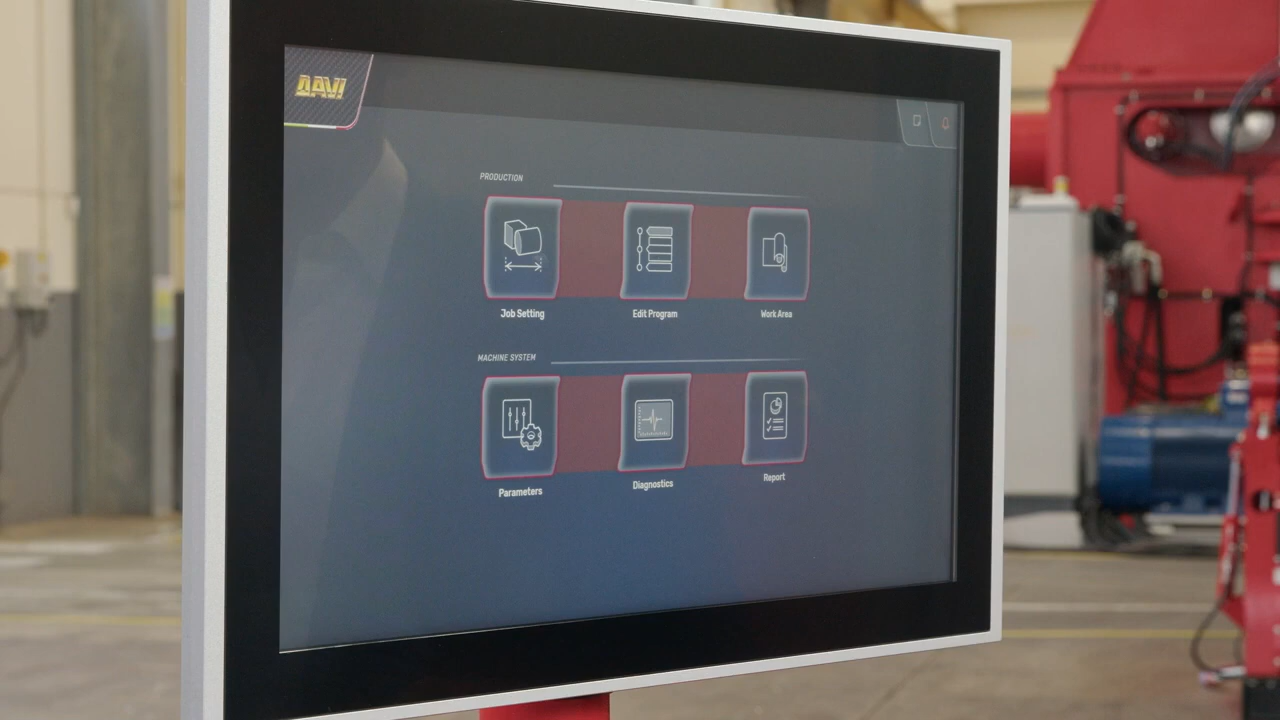 DAVI
PRODUCTION
Job Setting
Edit Program
Work Area
MACHINE SYSTEM
Parameters
Diagnostics
Report